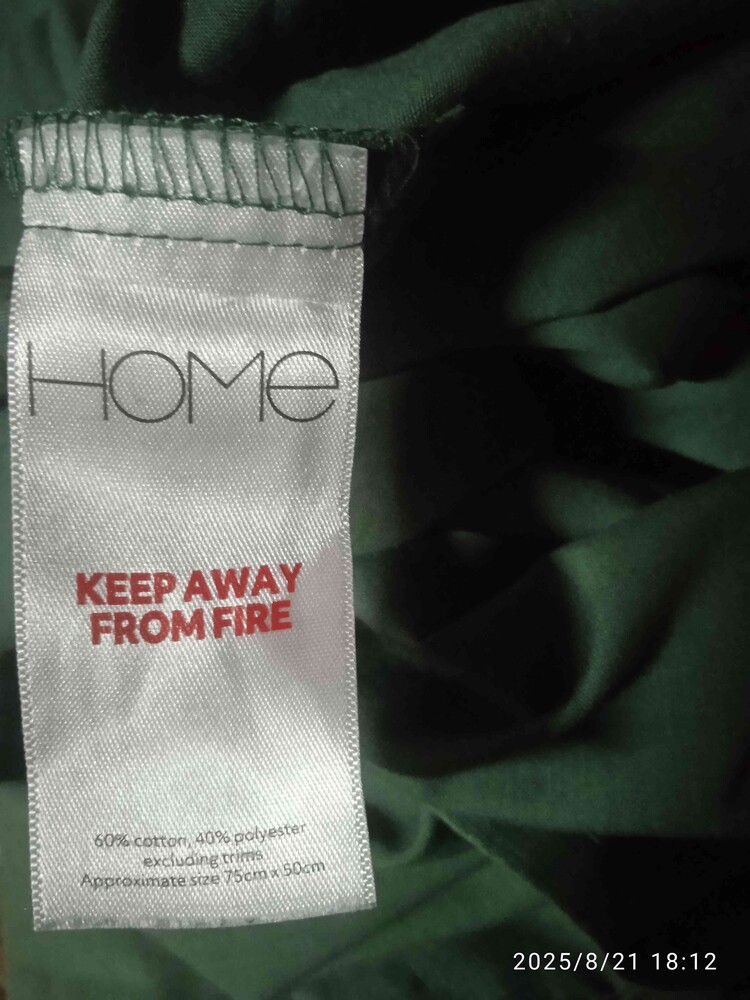 HOMe
KEEP AWAY
FROM FIRE
60% cotton, 40% polyester
excluding trims
Approximate size 75cm x 50cm
2025/8/21 18:12